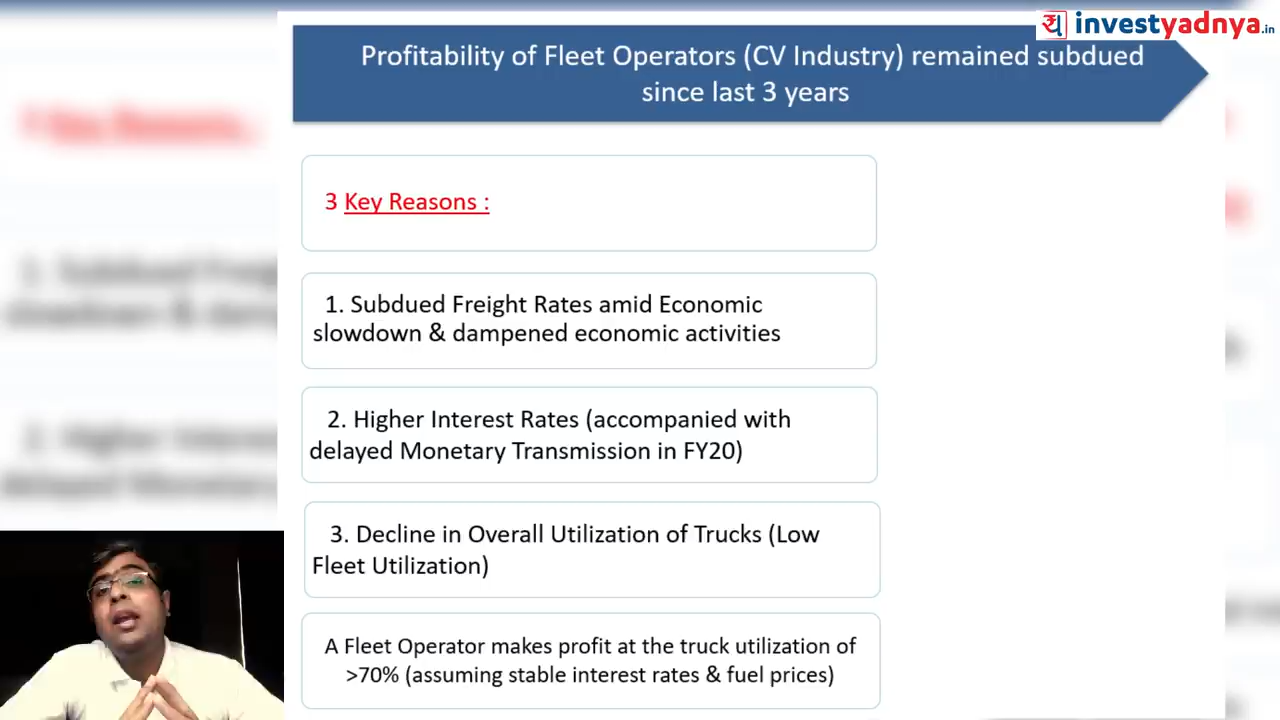 यु investyadnya.in
Profitability of Fleet Operators (CV Industry) remained subdued
since last 3 years
3 Key Reasons :
1. Subdued Freight Rates amid Economic
slowdown & dampened economic activities
2. Higher Interest Rates (accompanied with
delayed Monetary Transmission in FY20)
3. Decline in Overall Utilization of Trucks (Low
Fleet Utilization)
A Fleet Operator makes profit at the truck utilization of
>70% (assuming stable interest rates & fuel prices)